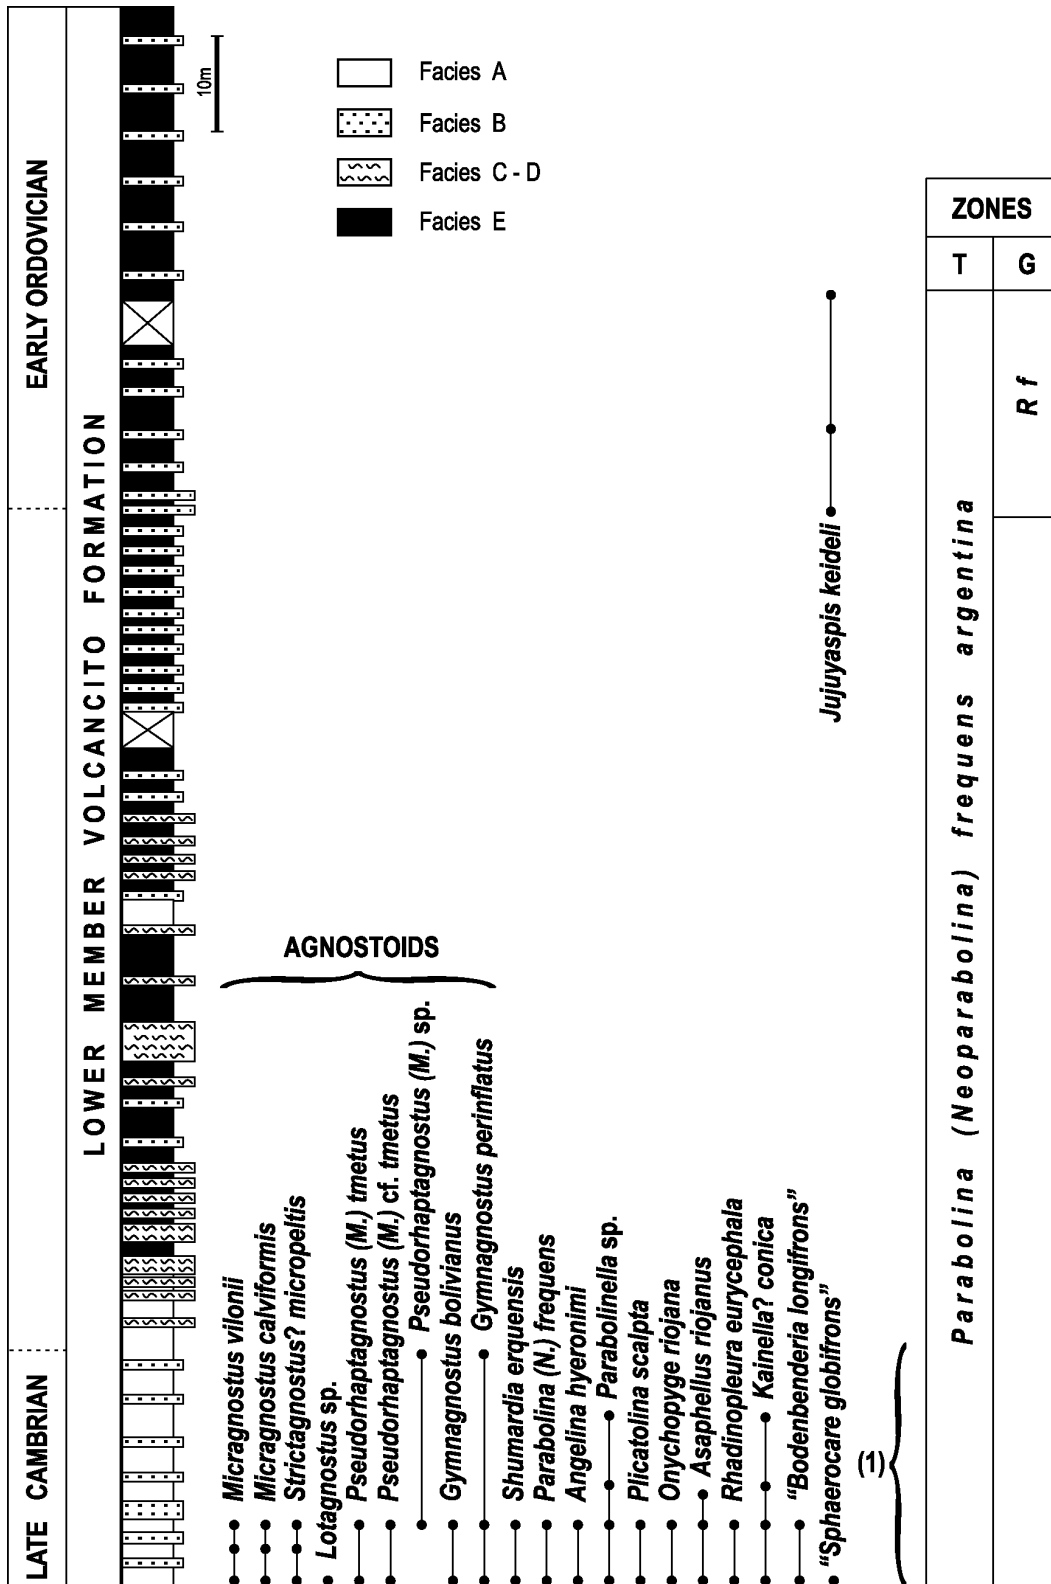 10m
Facies A
Facies B
Facies C - D
Facies E
EARLY ORDOVICIAN
LATE CAMBRIAN
LOWER MEMBER VOLCANCITO FORMATION
ZONES
T
G
R f
Parabolina (Neoparabolina) frequens argentina
Jujuyaspis keideli
AGNOSTOIDS
Micragnostus vilonii
Micragnostus calviformis
Strictagnostus? micropeltis
Lotagnostus sp.
Pseudorhaptagnostus (M.) tmetus
Pseudorhaptagnostus (M.) cf. tmetus
Pseudorhaptagnostus (M.) sp.
Gymnagnostus bolivianus
Gymnagnostus perinflatus
Shumardia erquensis
Parabolina (N.) frequens
Angelina hyeronimi
Parabolinella sp.
Plicatolina scalpta
Onychopyge riojana
Asaphellus riojanus
Rhadinopleura eurycephala
Kainella? conica
“Bodenbenderia longifrons”
“Sphaerocare globifrons”
(1)